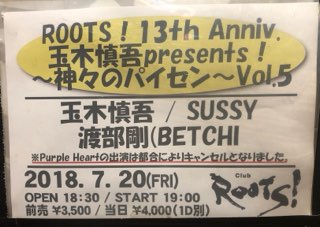 ROOTS! 13th Anniv.
玉木慎吾presents!
～神々のパイセン～Vol.5
玉木慎吾 / SUSSY
渡部剛(BETCHI
※Purple Heartの出演は都合によりキャンセルとなりました。
2018. 7. 20(FRI)
OPEN 18:30 / START 19:00
前売 ¥3,500 / 当日 ¥4,000(1D別)
Club
ROOTS!